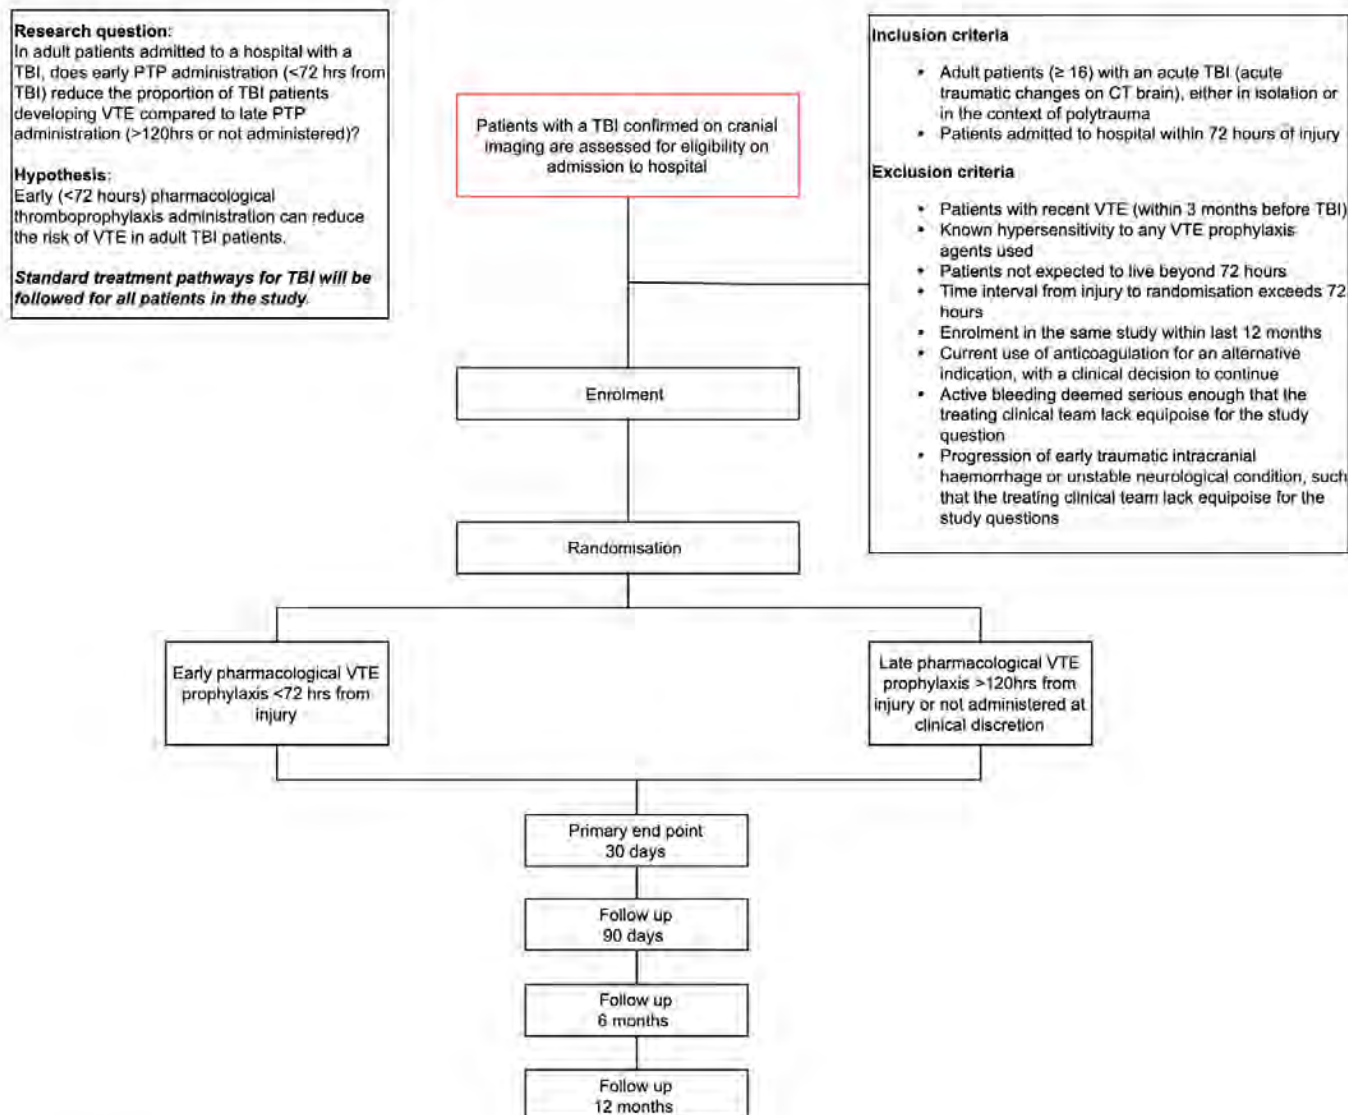 Research question:
In adult patients admitted to a hospital with a
TBI, does early PTP administration (<72 hrs from
TBI) reduce the proportion of TBI patients
developing VTE compared to late PTP
administration (>120hrs or not administered)?
Hypothesis:
Early (<72 hours) pharmacological
thromboprophylaxis administration can reduce
the risk of VTE in adult TBI patients.
Standard treatment pathways for TBI will be
followed for all patients in the study.
Patients with a TBI confirmed on cranial
imaging are assessed for eligibility on
admission to hospital
Inclusion criteria
• Adult patients (≥ 16) with an acute TBI (acute
traumatic changes on CT brain), either in isolation or
in the context of polytrauma
• Patients admitted to hospital within 72 hours of injury
Exclusion criteria
• Patients with recent VTE (within 3 months before TBI)
• Known hypersensitivity to any VTE prophylaxis
agents used
• Patients not expected to live beyond 72 hours
• Time interval from injury to randomisation exceeds 72
hours
• Enrolment in the same study within last 12 months
• Current use of anticoagulation for an alternative
indication, with a clinical decision to continue
• Active bleeding deemed serious enough that the
treating clinical team lack equipoise for the study
question
• Progression of early traumatic intracranial
haemorrhage or unstable neurological condition, such
that the treating clinical team lack equipoise for the
study questions
Enrolment
Randomisation
Early pharmacological VTE
prophylaxis <72 hrs from
injury
Late pharmacological VTE
prophylaxis >120hrs from
injury or not administered at
clinical discretion
Primary end point
30 days
Follow up
90 days
Follow up
6 months
Follow up
12 months